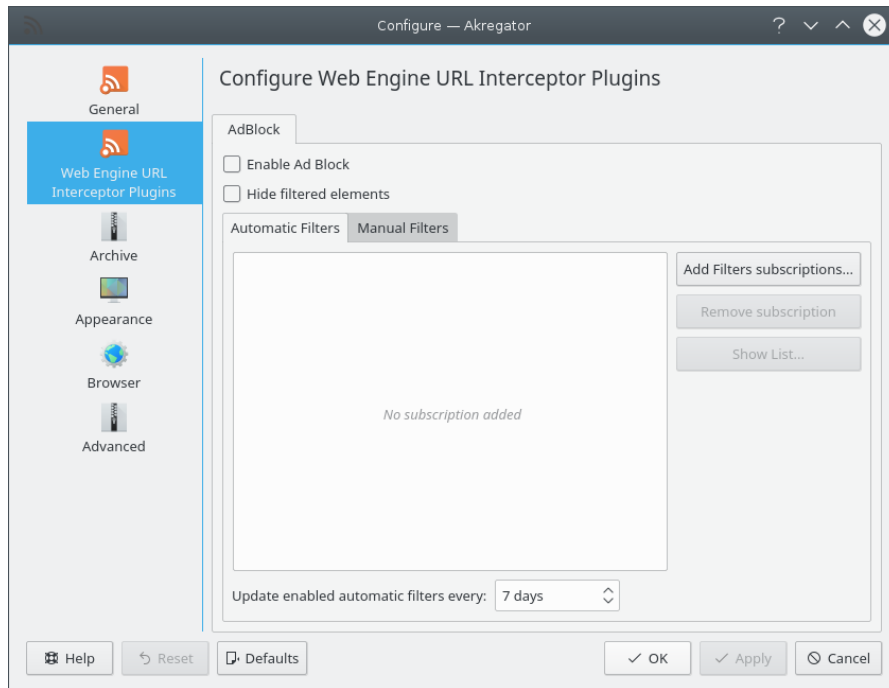 Configure — Akregator
General
Web Engine URL
Interceptor Plugins
Archive
Appearance
Browser
Advanced
Configure Web Engine URL Interceptor Plugins
AdBlock
Enable Ad Block
Hide filtered elements
Automatic Filters Manual Filters
Add Filters subscriptions...
Remove subscription
Show List...
No subscription added
Update enabled automatic filters every: 7 days
Help Reset Defaults OK Apply Cancel